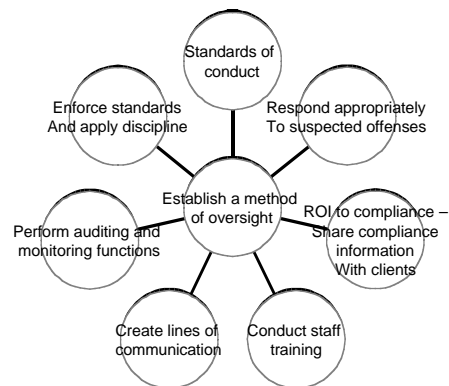 Standards of
conduct
Enforce standards
And apply discipline
Respond appropriately
To suspected offenses
Establish a method
of oversight
ROI to compliance –
Share compliance
information
With clients
Perform auditing and
monitoring functions
Create lines of
communication
Conduct staff
training